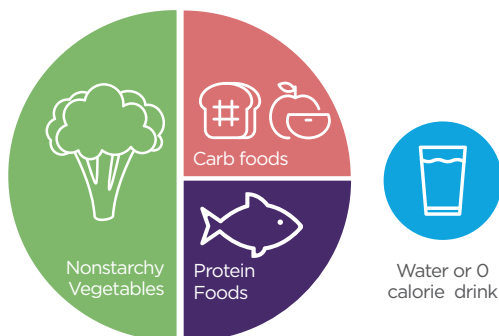 Carb foods
Nonstarchy
Vegetables
Protein
Foods
Water or 0
calorie drink